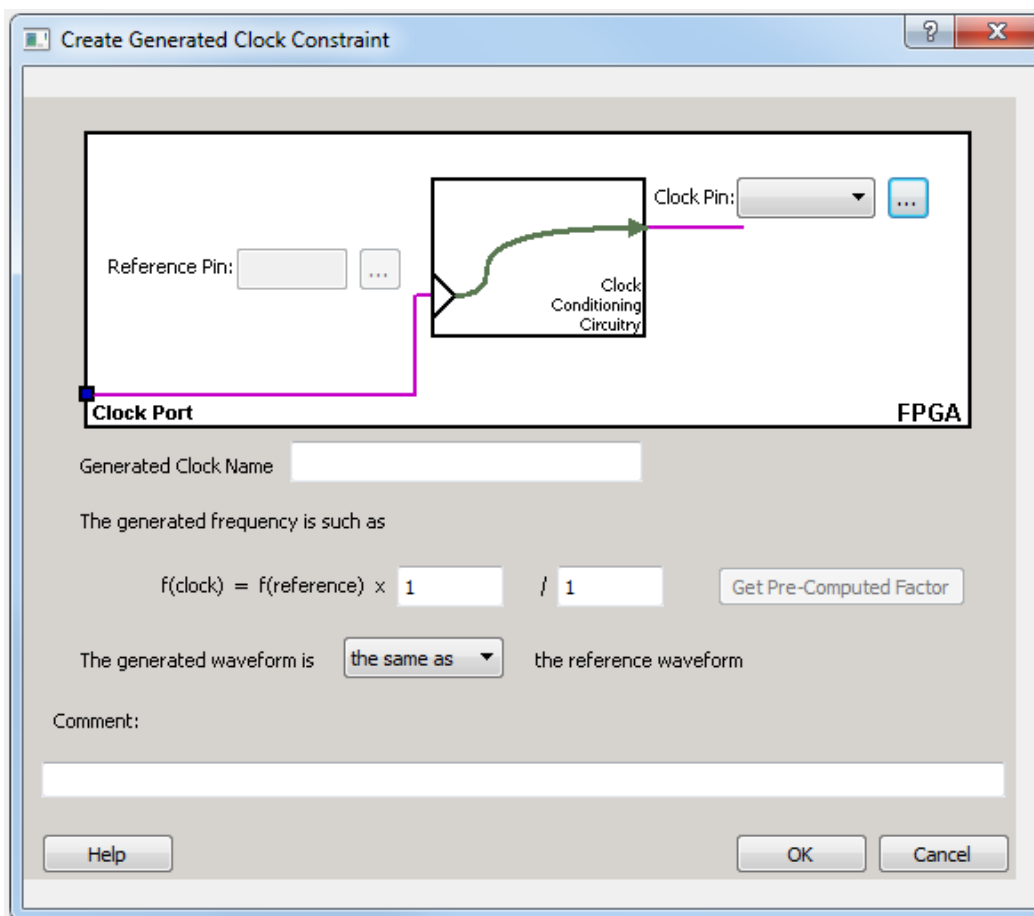 Create Generated Clock Constraint
?
X
Clock Pin:
...
Reference Pin:
...
Clock
Conditioning
Circuitry
Clock Port
FPGA
Generated Clock Name
The generated frequency is such as
f(clock) = f(reference) x 1 / 1 Get Pre-Computed Factor
The generated waveform is the same as the reference waveform
Comment:
Help OK Cancel